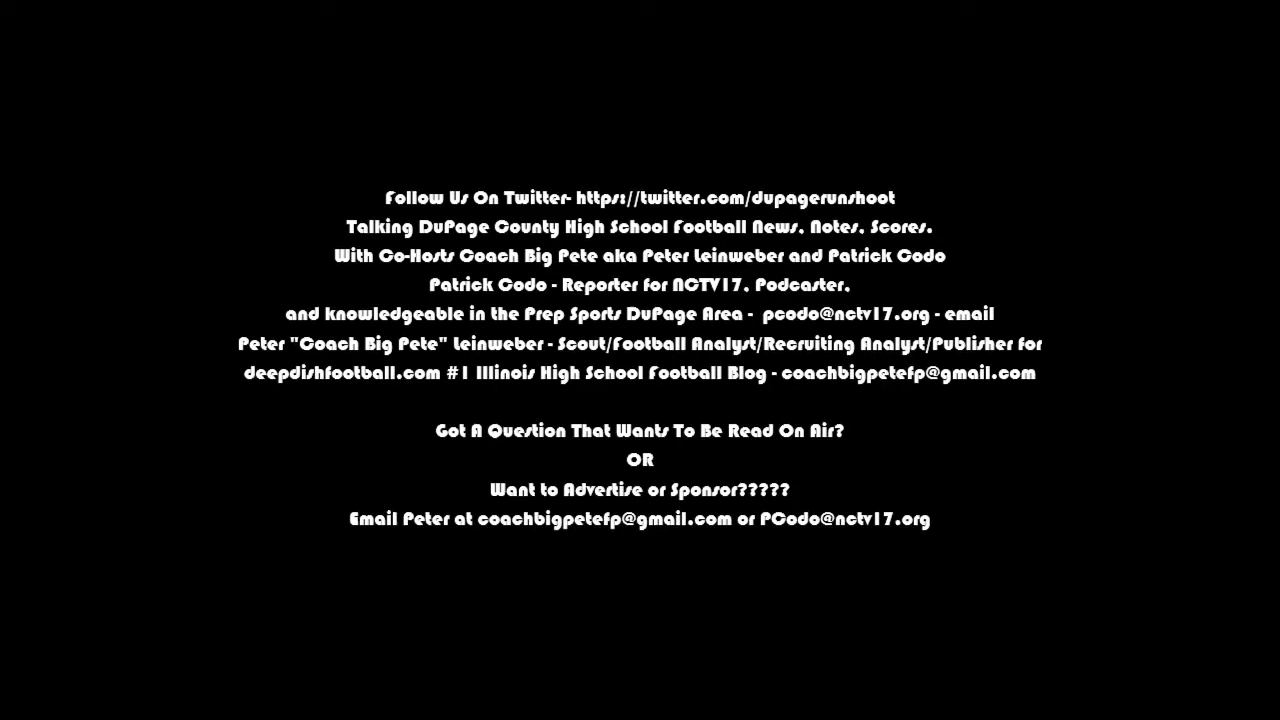 Follow Us On Twitter- https://twitter.com/dupagerunshoot
Talking DuPage County High School Football News, Notes, Scores.
With Co-Hosts Coach Big Pete aka Peter Leinweber and Patrick Codo
Patrick Codo - Reporter for NCTV17, Podcaster,
and knowledgeable in the Prep Sports DuPage Area - pcodo@nctv17.org - email
Peter "Coach Big Pete" Leinweber - Scout/Football Analyst/Recruiting Analyst/Publisher for
deepdishfootball.com #1 Illinois High School Football Blog - coachbigpetefp@gmail.com
Got A Question That Wants To Be Read On Air?
OR
Want to Advertise or Sponsor?????
Email Peter at coachbigpetefp@gmail.com or PCodo@nctv17.org